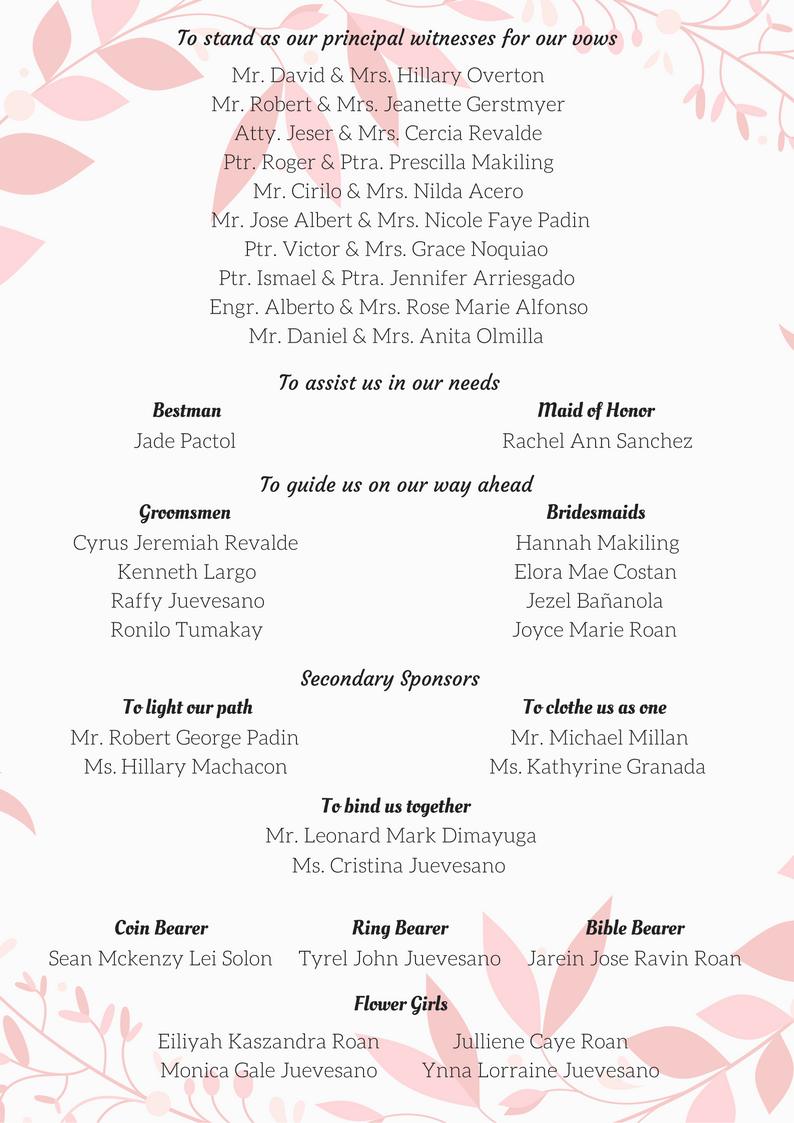 To stand as our principal witnesses for our vows
Mr. David & Mrs. Hillary Overton
Mr. Robert & Mrs. Jeanette Gerstmyer
Atty. Jeser & Mrs. Cercia Revalde
Ptr. Roger & Ptra. Prescilla Makiling
Mr. Cirilo & Mrs. Nilda Acero
Mr. Jose Albert & Mrs. Nicole Faye Padin
Ptr. Victor & Mrs. Grace Noquiao
Ptr. Ismael & Ptra. Jennifer Arriesgado
Engr. Alberto & Mrs. Rose Marie Alfonso
Mr. Daniel & Mrs. Anita Olmilla
To assist us in our needs
Bestman
Jade Pactol
Maid of Honor
Rachel Ann Sanchez
To guide us on our way ahead
Groomsmen
Cyrus Jeremiah Revalde
Kenneth Largo
Raffy Juevesano
Ronilo Tumakay
Bridesmaids
Hannah Makiling
Elora Mae Costan
Jezel Bañanola
Joyce Marie Roan
Secondary Sponsors
To light our path
Mr. Robert George Padin
Ms. Hillary Machacon
To clothe us as one
Mr. Michael Millan
Ms. Kathyrine Granada
To bind us together
Mr. Leonard Mark Dimayuga
Ms. Cristina Juevesano
Coin Bearer
Sean Mckenzy Lei Solon
Ring Bearer
Tyrel John Juevesano
Bible Bearer
Jarein Jose Ravin Roan
Flower Girls
Eiliyah Kaszandra Roan
Monica Gale Juevesano
Julliene Caye Roan
Ynna Lorraine Juevesano